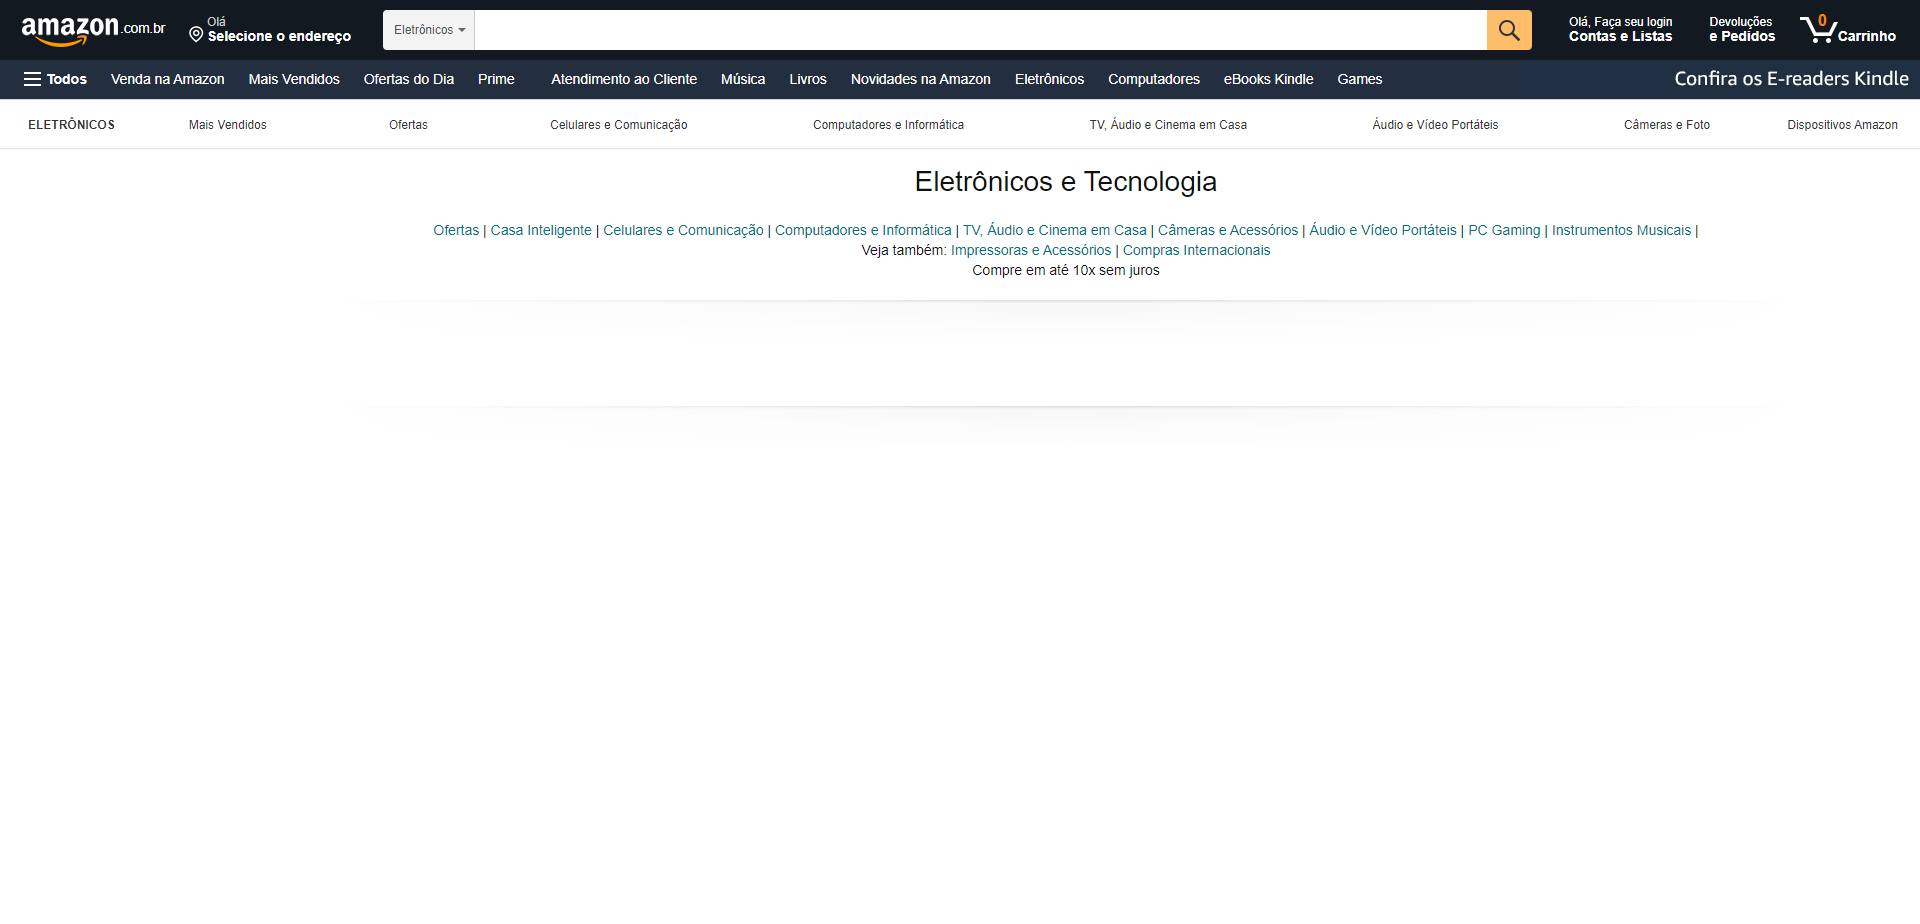 amazon.com.br
Olá
Selecione o endereço
Eletrônicos
Olá, Faça seu login
Contas e Listas
Devoluções
e Pedidos
0
Carrinho
Todos Venda na Amazon Mais Vendidos Ofertas do Dia Prime Atendimento ao Cliente Música Livros Novidades na Amazon Eletrônicos Computadores eBooks Kindle Games Confira os E-readers Kindle
ELETRÔNICOS Mais Vendidos Ofertas Celulares e Comunicação Computadores e Informática TV, Áudio e Cinema em Casa Áudio e Vídeo Portáteis Câmeras e Foto Dispositivos Amazon
Eletrônicos e Tecnologia
Ofertas | Casa Inteligente | Celulares e Comunicação | Computadores e Informática | TV, Áudio e Cinema em Casa | Câmeras e Acessórios | Áudio e Vídeo Portáteis | PC Gaming | Instrumentos Musicais |
Veja também: Impressoras e Acessórios | Compras Internacionais
Compre em até 10x sem juros